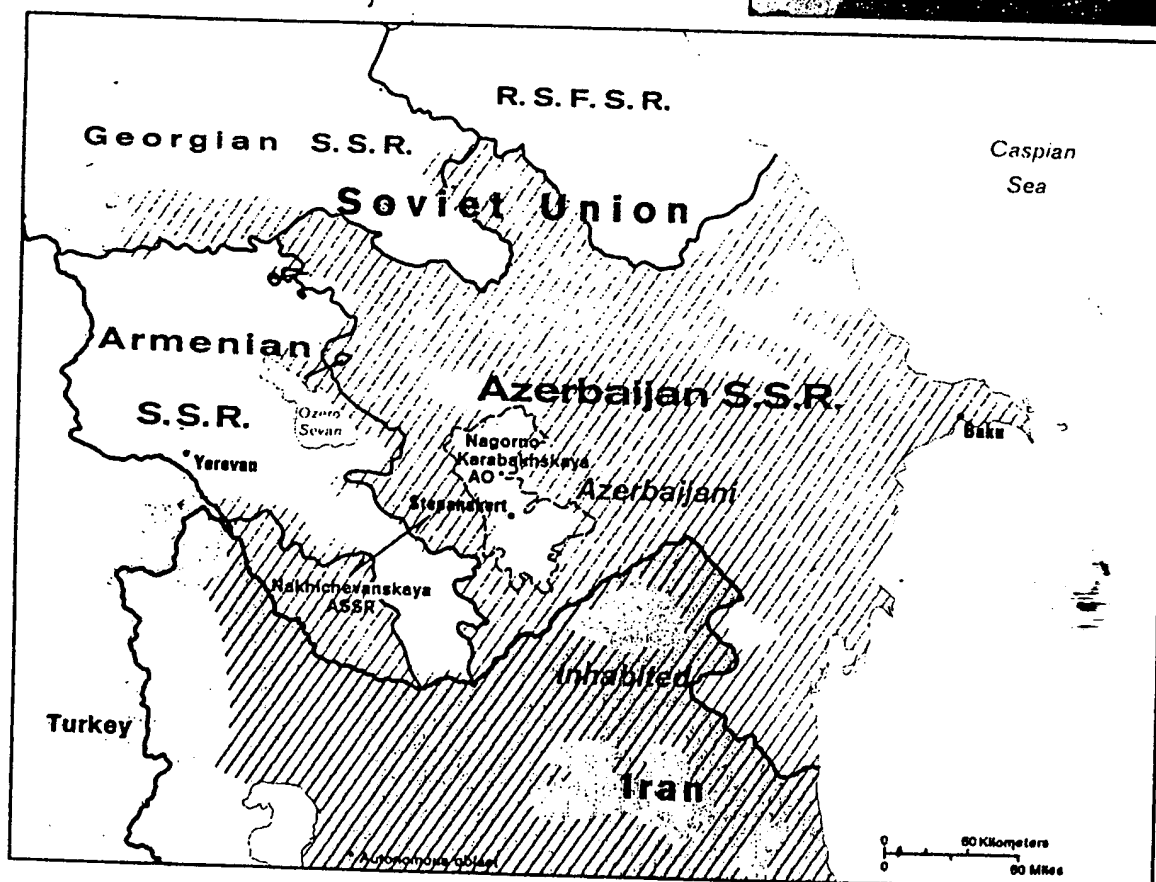 R. S. F. S. R.
Georgian S. S. R.
Caspian
Sea
Soviet Union
Armenian
S. S. R.
Azerbaijan S.S.R.
Ozero
Sevan
Baku
Nagorno-
Karabakhskaya
AO*
Yerevan
Azerbaijani
Stepanakert
Nakhichevanskaya
ASSR
Inhabited
Turkey
Iran
0 60 Kilometers
0 60 Miles
* Autonomous oblast